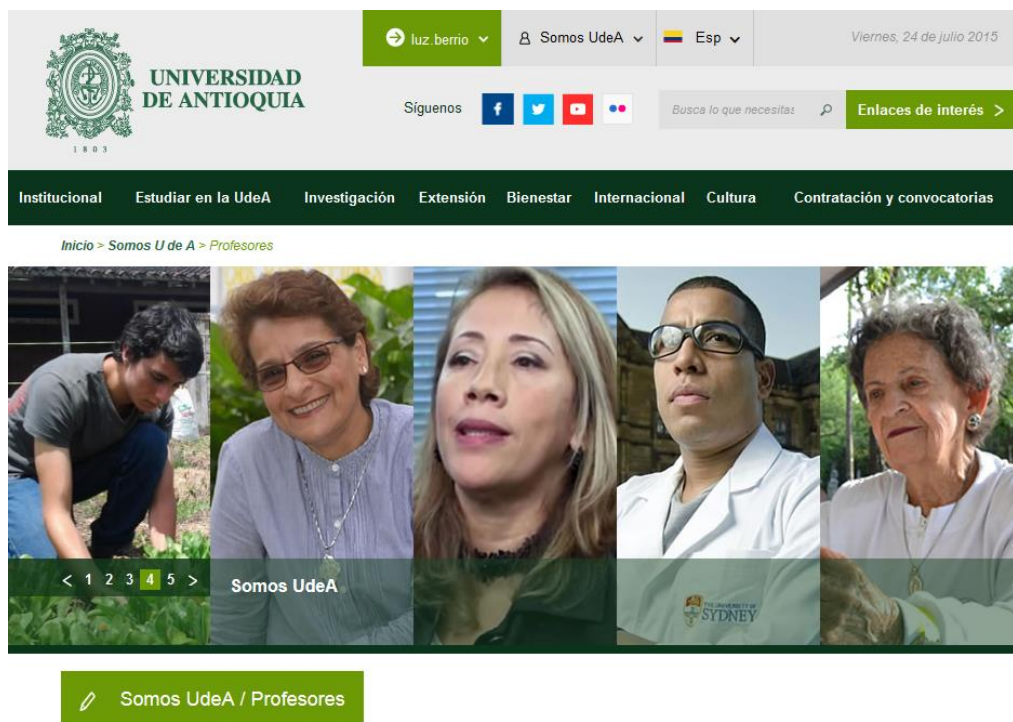 luz.berrio
Somos UdeA
Esp
Viernes, 24 de julio 2015
UNIVERSIDAD
DE ANTIOQUIA
1803
Síguenos
Busca lo que necesitas
Enlaces de interés >
Institucional Estudiar en la UdeA Investigación Extensión Bienestar Internacional Cultura Contratación y convocatorias
Inicio > Somos U de A > Profesores
< 1 2 3 4 5 >
Somos UdeA
THE UNIVERSITY OF
SYDNEY
Somos UdeA / Profesores